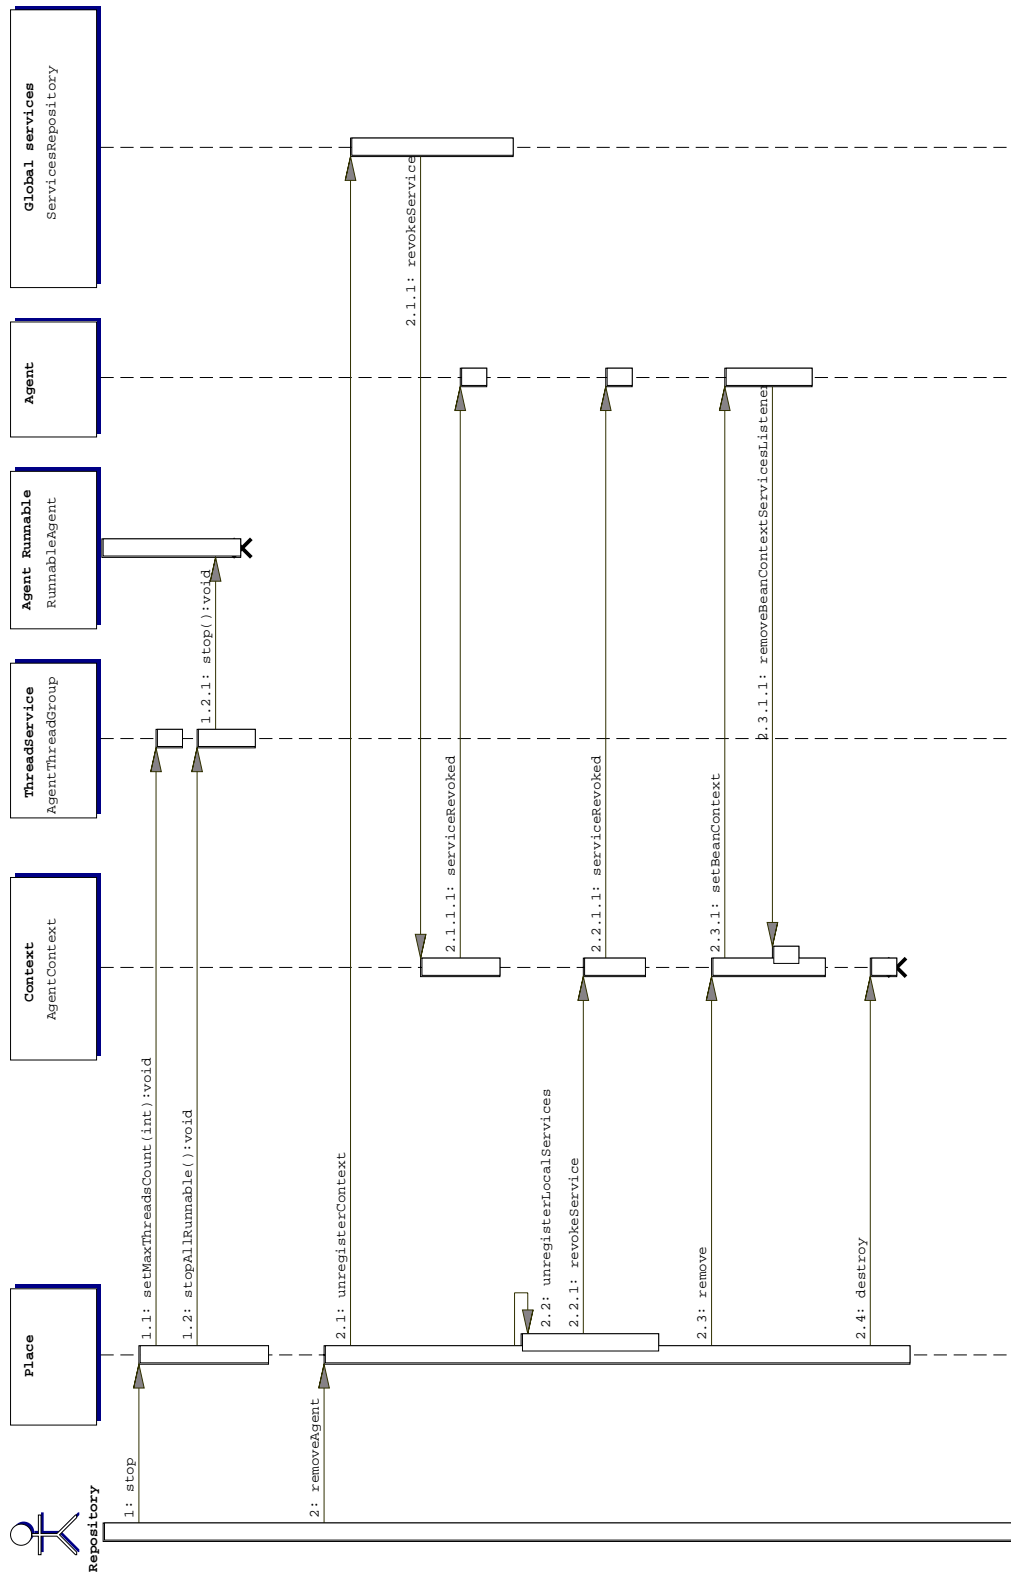 Repository
Place
Context
AgentContext
ThreadService
AgentThreadGroup
Agent Runnable
RunnableAgent
Agent
Global services
ServicesRepository
1: stop
1.1: setMaxThreadsCount(int):void
1.2: stopAllRunnable():void
1.2.1: stop():void
2: removeAgent
2.1: unregisterContext
2.1.1: revokeService
2.1.1.1: serviceRevoked
2.2: unregisterLocalServices
2.2.1: revokeService
2.2.1.1: serviceRevoked
2.3: remove
2.3.1: setBeanContext
2.3.1.1: removeBeanContextServicesListener
2.4: destroy